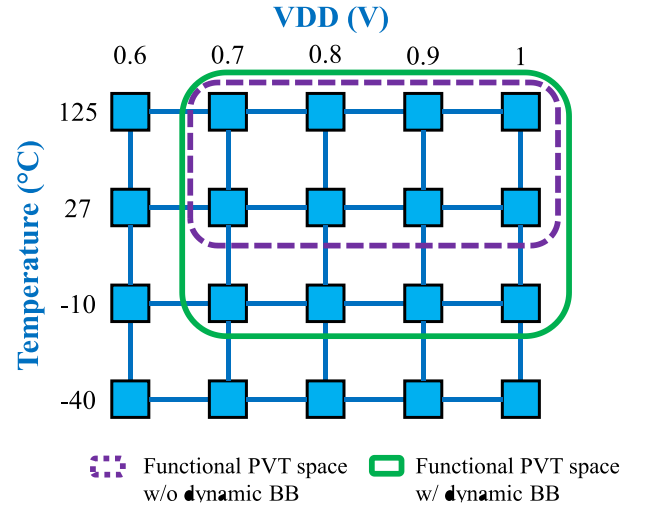 VDD (V)
0.6 0.7 0.8 0.9 1
125
27
-10
-40
Temperature (°C)
Functional PVT space
w/o dynamic BB
Functional PVT space
w/ dynamic BB